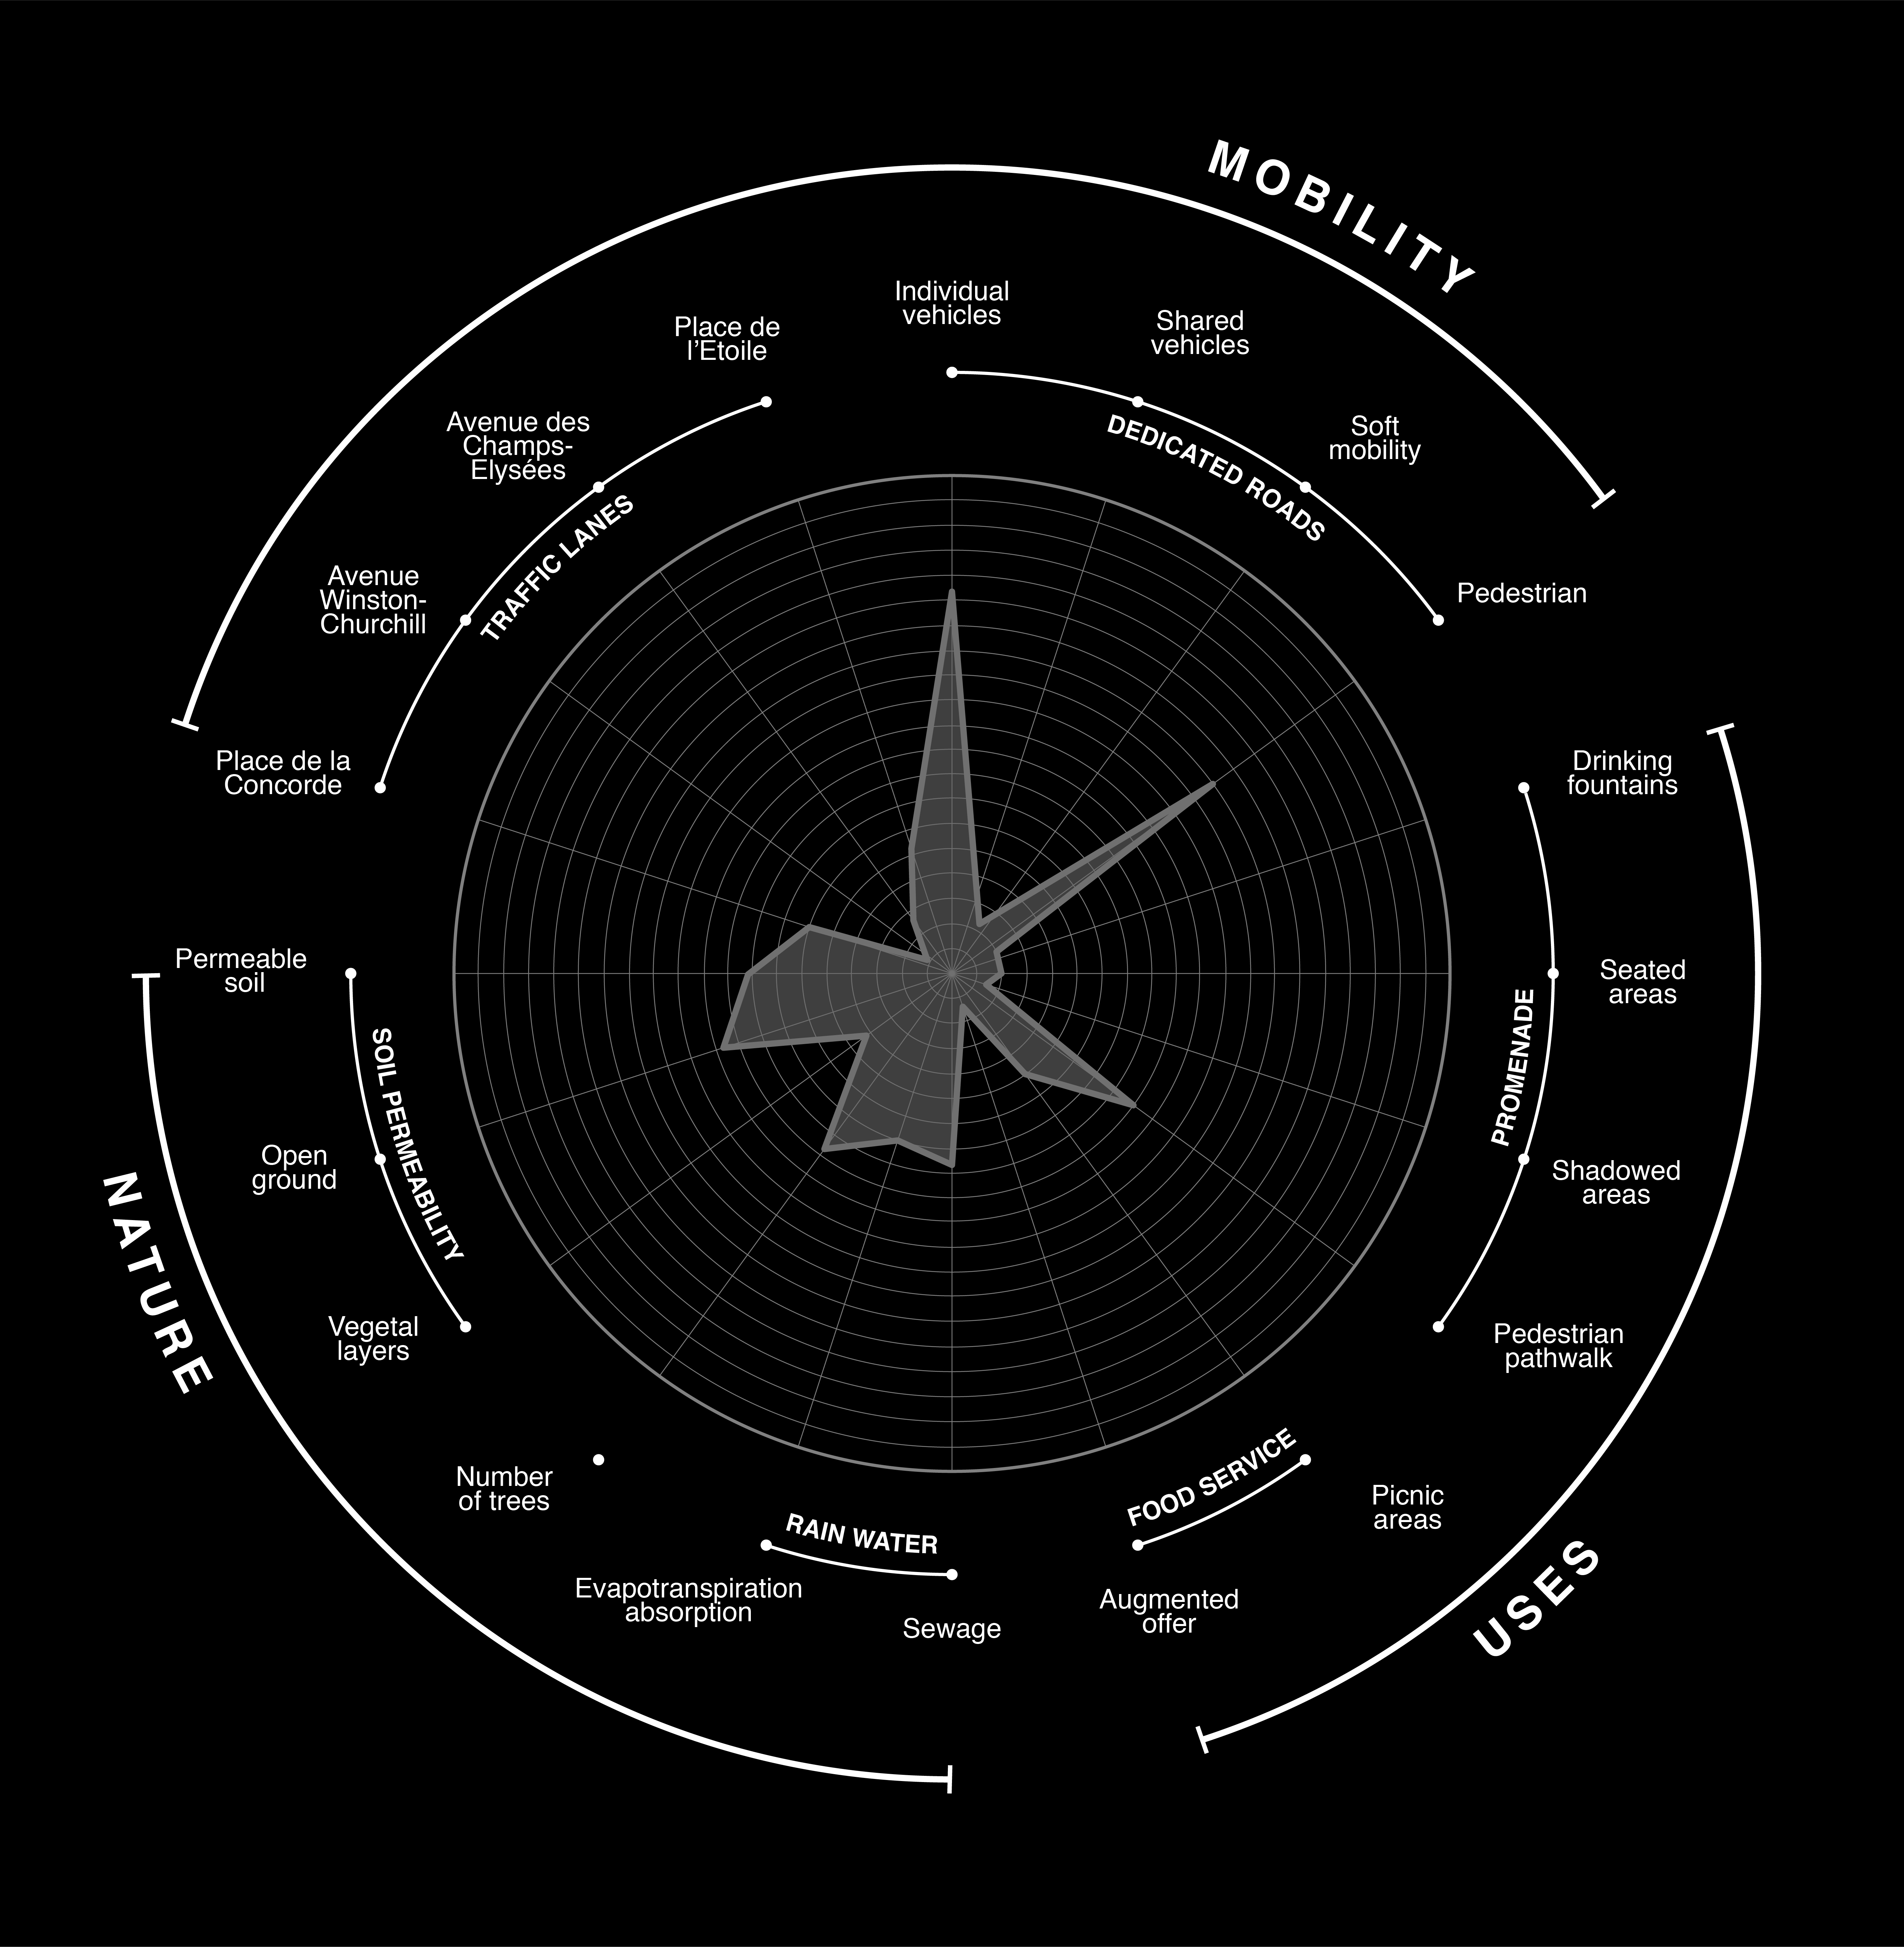 MOBILITY
Individual
vehicles
Shared
vehicles
Place de
l’Etoile
Avenue des
Champs-
Elysées
Soft
mobility
DEDICATED ROADS
TRAFFIC LANES
Avenue
Winston-
Churchill
Pedestrian
Place de la
Concorde
Drinking
fountains
Permeable
soil
Seated
areas
SOIL PERMEABILITY
PROMENADE
Open
ground
Shadowed
areas
NATURE
Vegetal
layers
Pedestrian
pathwalk
Number
of trees
FOOD SERVICE
Picnic
areas
RAIN WATER
USES
Evapotranspiration
absorption
Sewage
Augmented
offer